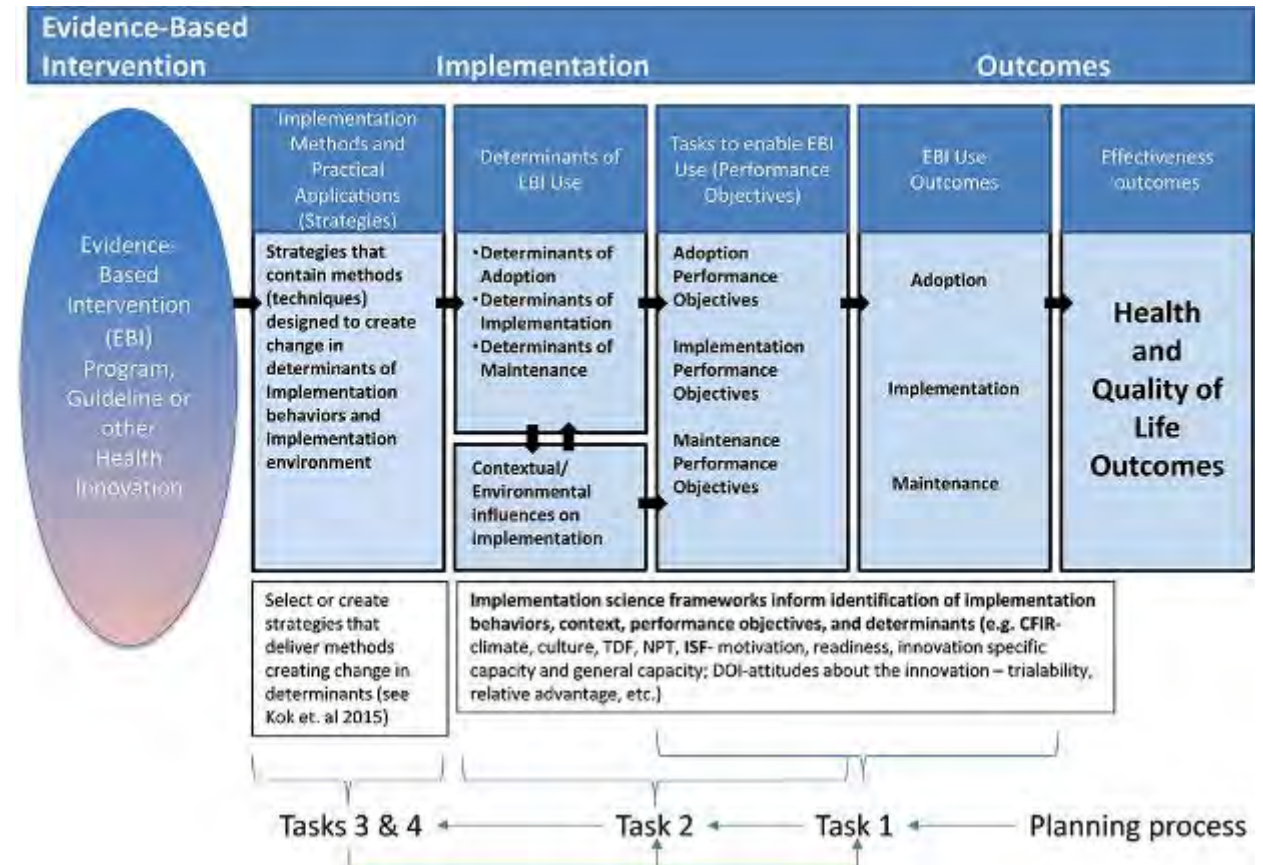 Evidence-Based
Intervention
Implementation
Outcomes
Evidence-
Based
Intervention
(EBI)
Program,
Guideline or
other
Health
Innovation
Implementation
Methods and
Practical
Applications
(Strategies)
Strategies that
contain methods
(techniques)
designed to create
change in
determinants of
Implementation
behaviors and
implementation
environment
Determinants of
EBI Use
•Determinants of
Adoption
•Determinants of
Implementation
•Determinants of
Maintenance
Contextual/
Environmental
influences on
implementation
Tasks to enable EBI
Use (Performance
Objectives)
Adoption
Performance
Objectives
Implementation
Performance
Objectives
Maintenance
Performance
Objectives
EBI Use
Outcomes
Adoption
Implementation
Maintenance
Effectiveness
outcomes
Health
and
Quality of
Life
Outcomes
Select or create
strategies that
deliver methods
creating change in
determinants (see
Kok et. al 2015)
Implementation science frameworks inform identification of implementation
behaviors, context, performance objectives, and determinants (e.g. CFIR-
climate, culture, TDF, NPT, ISF- motivation, readiness, innovation specific
capacity and general capacity; DOI-attitudes about the innovation – trialability,
relative advantage, etc.)
Tasks 3 & 4
Task 2
Task 1
Planning process